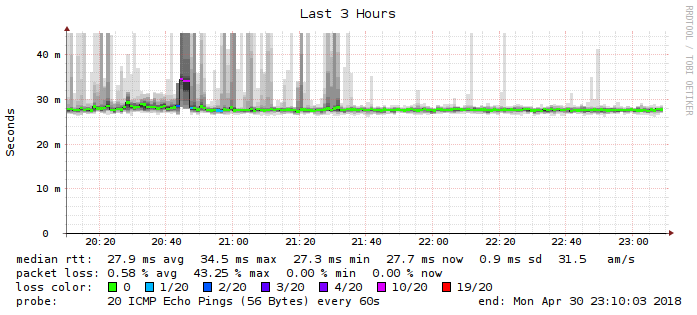 Last 3 Hours
RRDTOOL / TOBI OETIKER
Seconds
40 m
30 m
20 m
10 m
0
20:20 20:40 21:00 21:20 21:40 22:00 22:20 22:40 23:00
median rtt: 27.9 ms avg 34.5 ms max 27.3 ms min 27.7 ms now 0.9 ms sd 31.5 am/s
packet loss: 0.58 % avg 43.25 % max 0.00 % min 0.00 % now
loss color: 0 1/20 2/20 3/20 4/20 10/20 19/20
probe: 20 ICMP Echo Pings (56 Bytes) every 60s end: Mon Apr 30 23:10:03 2018